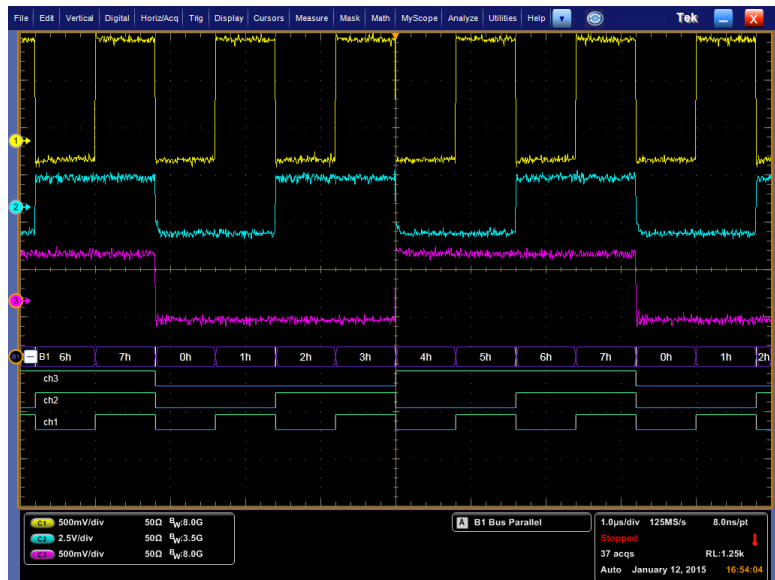 File Edit Vertical Digital Horiz/Acq Trig Display Cursors Measure Mask Math MyScope Analyze Utilities Help Tek X
1
2
3
B1 B1 6h 7h 0h 1h 2h 3h 4h 5h 6h 7h 0h 1h 2h
ch3
ch2
ch1
C1 500mV/div 50Ω BW:8.0G
C2 2.5V/div 50Ω BW:3.5G
C3 500mV/div 50Ω BW:8.0G
A B1 Bus Parallel
1.0µs/div 125MS/s 8.0ns/pt
Stopped
37 acqs RL:1.25k
Auto January 12, 2015 16:54:04